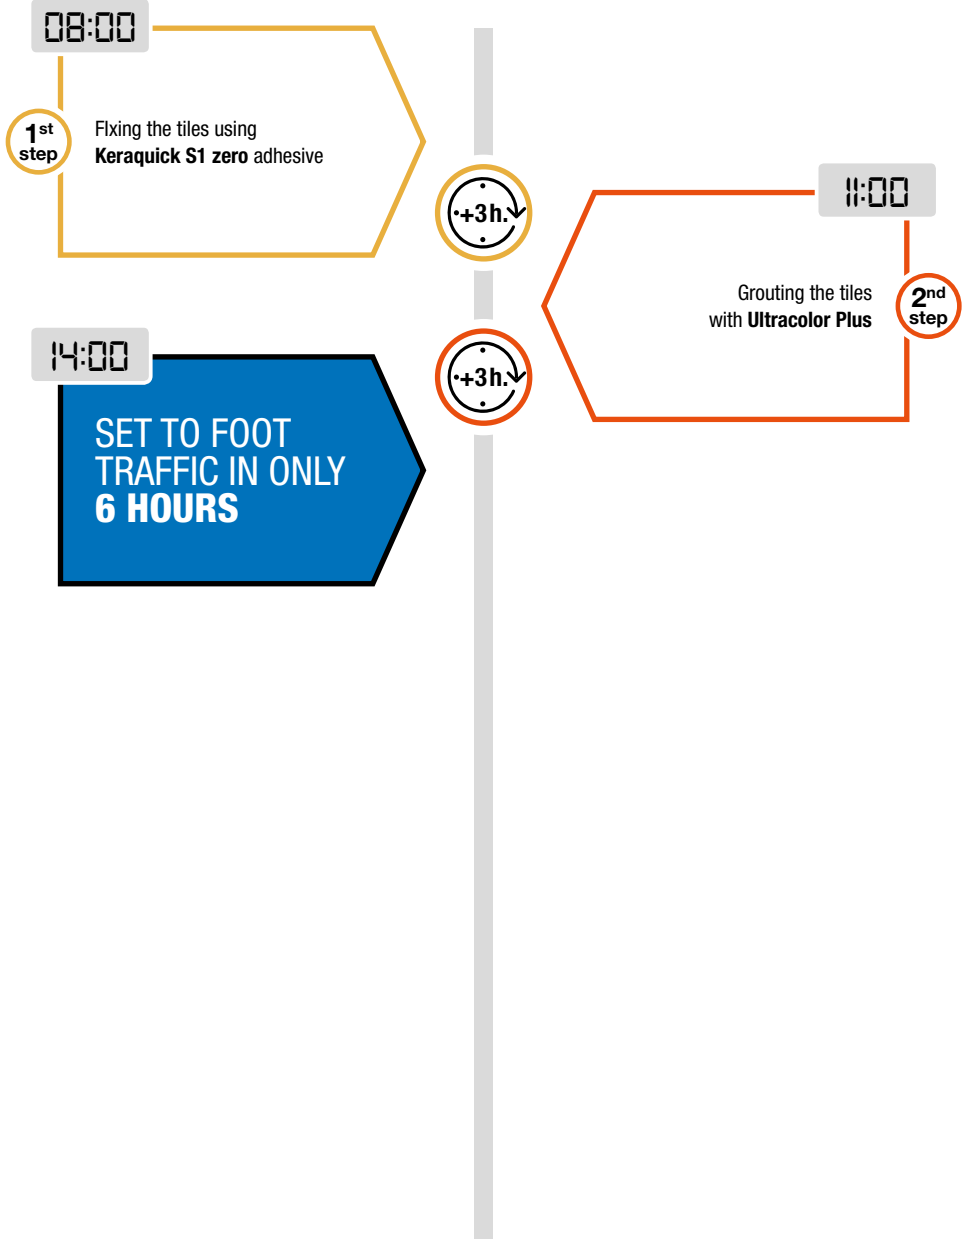 08:00
1st
step
FIxing the tiles using
Keraquick S1 zero adhesive
+3h.
11:00
Grouting the tiles
with Ultracolor Plus
2nd
step
+3h.
14:00
SET TO FOOT
TRAFFIC IN ONLY
6 HOURS